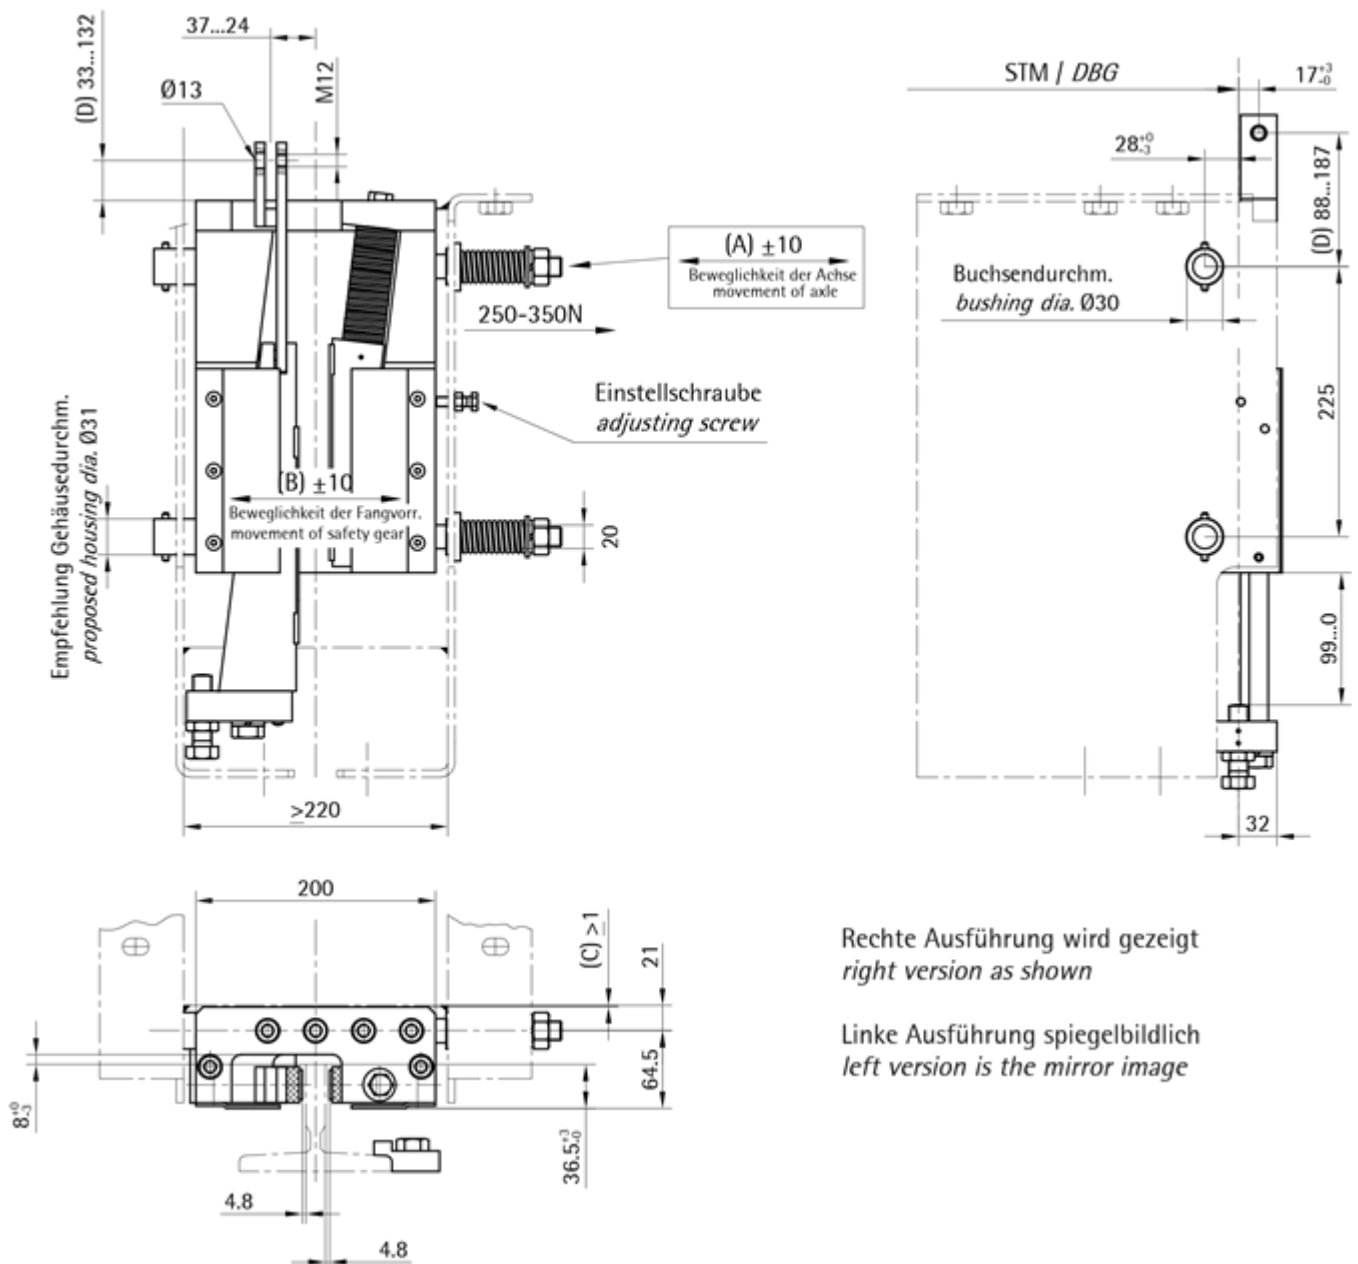 37...24
(D) 33...132
Ø13
M12
STM / DBG
17 +3 -0
28 +0 -3
(D) 88...187
(A) ±10
Beweglichkeit der Achse
movement of axle
250-350N
Buchsendurchm.
bushing dia. Ø30
225
Einstellschraube
adjusting screw
Empfehlung Gehäusedurchm.
proposed housing dia. Ø31
(B) ±10
Beweglichkeit der Fangvorr.
movement of safety gear
20
99...0
≥220
32
200
(C) ≥1
21
64.5
8 +0 -3
36.5 +3 -0
4.8
4.8
Rechte Ausführung wird gezeigt
right version as shown
Linke Ausführung spiegelbildlich
left version is the mirror image